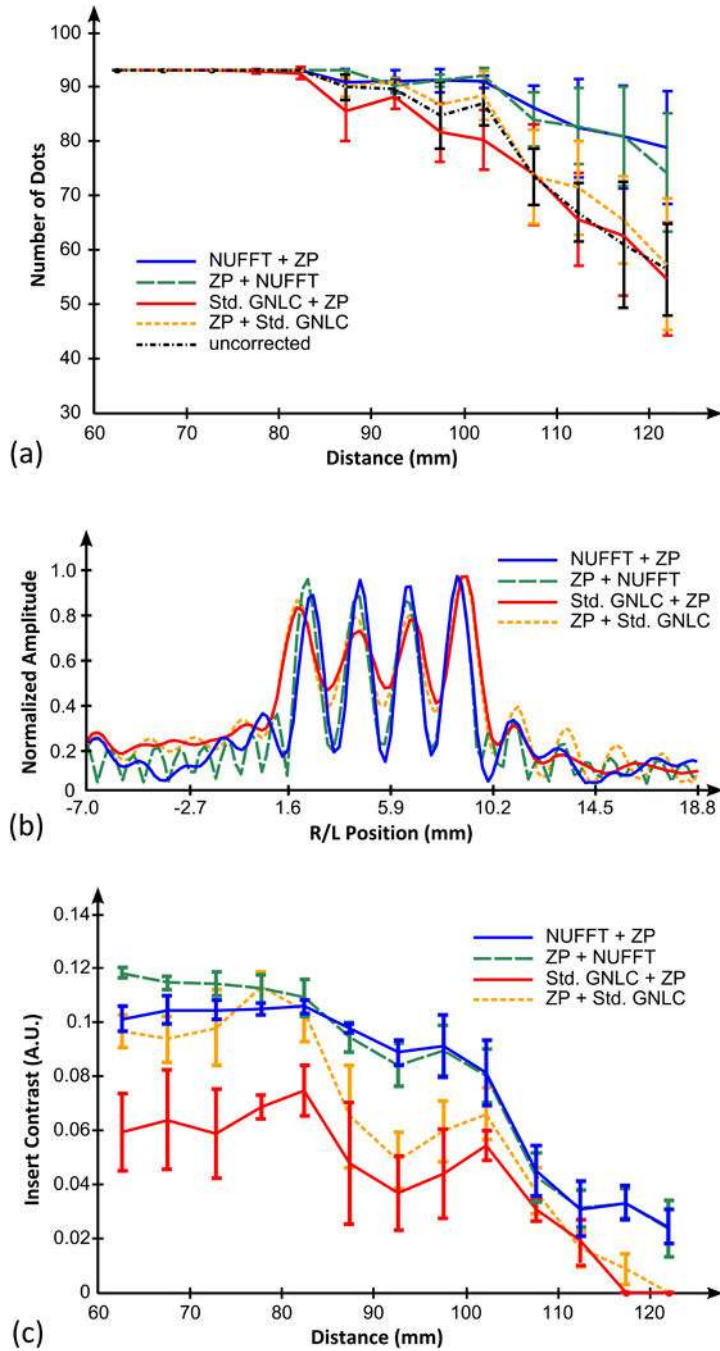 100
90
80
70
60
50
40
30
Number of Dots
NUFFT + ZP
ZP + NUFFT
Std. GNLC + ZP
ZP + Std. GNLC
uncorrected
60 70 80 90 100 110 120
Distance (mm)
(a)
1.0
0.8
0.6
0.4
0.2
0
Normalized Amplitude
NUFFT + ZP
ZP + NUFFT
Std. GNLC + ZP
ZP + Std. GNLC
-7.0 -2.7 1.6 5.9 10.2 14.5 18.8
R/L Position (mm)
(b)
0.14
0.12
0.1
0.08
0.06
0.04
0.02
0
Insert Contrast (A.U.)
NUFFT + ZP
ZP + NUFFT
Std. GNLC + ZP
ZP + Std. GNLC
60 70 80 90 100 110 120
Distance (mm)
(c)